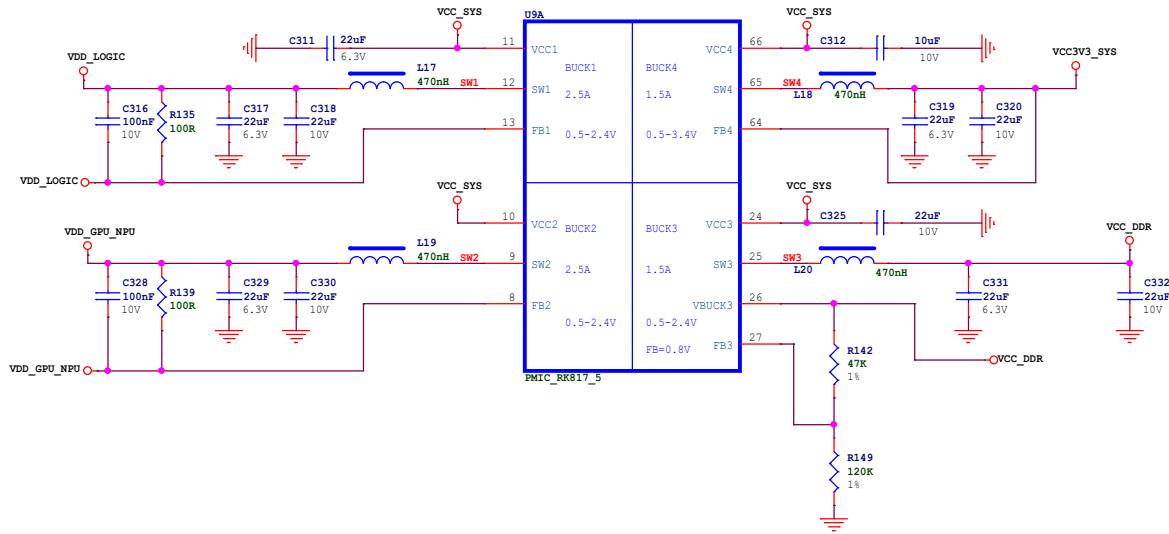 VCC_SYS
U9A
VCC_SYS
C311
22uF
6.3V
11
VCC1
VCC4
66
C312
10uF
10V
VDD_LOGIC
BUCK1
BUCK4
VCC3V3_SYS
L17
470nH
SW1
12
SW1
2.5A
1.5A
SW4
65
SW4
L18
470nH
C316
100nF
10V
R135
100R
C317
22uF
6.3V
C318
22uF
10V
C319
22uF
6.3V
C320
22uF
10V
13
FB1
0.5-2.4V
0.5-3.4V
FB4
64
VDD_LOGIC
VCC_SYS
VCC_SYS
10
VCC2
BUCK2
BUCK3
VCC3
24
C325
22uF
10V
VDD_GPU_NPU
VCC_DDR
L19
470nH
SW2
9
SW2
2.5A
1.5A
SW3
25
SW3
L20
470nH
C328
100nF
10V
R139
100R
C329
22uF
6.3V
C330
22uF
10V
C331
22uF
6.3V
C332
22uF
10V
8
FB2
0.5-2.4V
0.5-2.4V
VBUCK3
26
FB=0.8V
FB3
27
R142
47K
1%
VCC_DDR
VDD_GPU_NPU
PMIC_RK817_5
R149
120K
1%